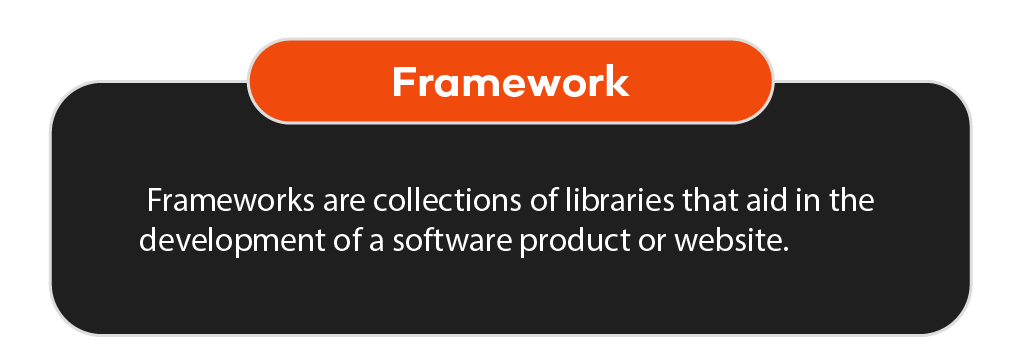 Framework
Frameworks are collections of libraries that aid in the
development of a software product or website.